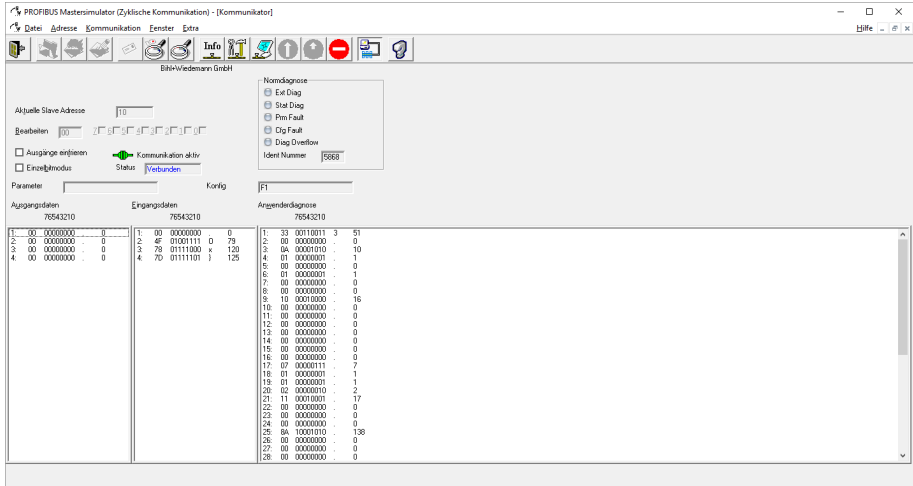 PROFIBUS Mastersimulator (Zyklische Kommunikation) - [Kommunikator]
Datei Adresse Kommunikation Fenster Extra Hilfe
Info
Bihl+Wiedemann GmbH
Normdiagnose
Ext Diag
Stat Diag
Aktuelle Slave Adresse 10
Prm Fault
Bearbeiten 00 7 6 5 4 3 2 1 0
Cfg Fault
Diag Overflow
Ausgänge einfrieren Kommunikation aktiv
Ident Nummer 5868
Einzelbitmodus Status Verbunden
Parameter Konfig F1
Ausgangsdaten Eingangsdaten Anwenderdiagnose
76543210 76543210 76543210
1: 00 00000000 . 0 1: 00 00000000 . 0 1: 33 00110011 3 51
2: 00 00000000 . 0 2: 4F 01001111 O 79 2: 00 00000000 . 0
3: 00 00000000 . 0 3: 78 01111000 x 120 3: 0A 00001010 . 10
4: 00 00000000 . 0 4: 7D 01111101 } 125 4: 01 00000001 . 1
5: 00 00000000 . 0
6: 01 00000001 . 1
7: 00 00000000 . 0
8: 00 00000000 . 0
9: 10 00010000 . 16
10: 00 00000000 . 0
11: 00 00000000 . 0
12: 00 00000000 . 0
13: 00 00000000 . 0
14: 00 00000000 . 0
15: 00 00000000 . 0
16: 00 00000000 . 0
17: 07 00000111 . 7
18: 01 00000001 . 1
19: 01 00000001 . 1
20: 02 00000010 . 2
21: 11 00010001 . 17
22: 00 00000000 . 0
23: 00 00000000 . 0
24: 00 00000000 . 0
25: 8A 10001010 . 138
26: 00 00000000 . 0
27: 00 00000000 . 0
28: 00 00000000 . 0